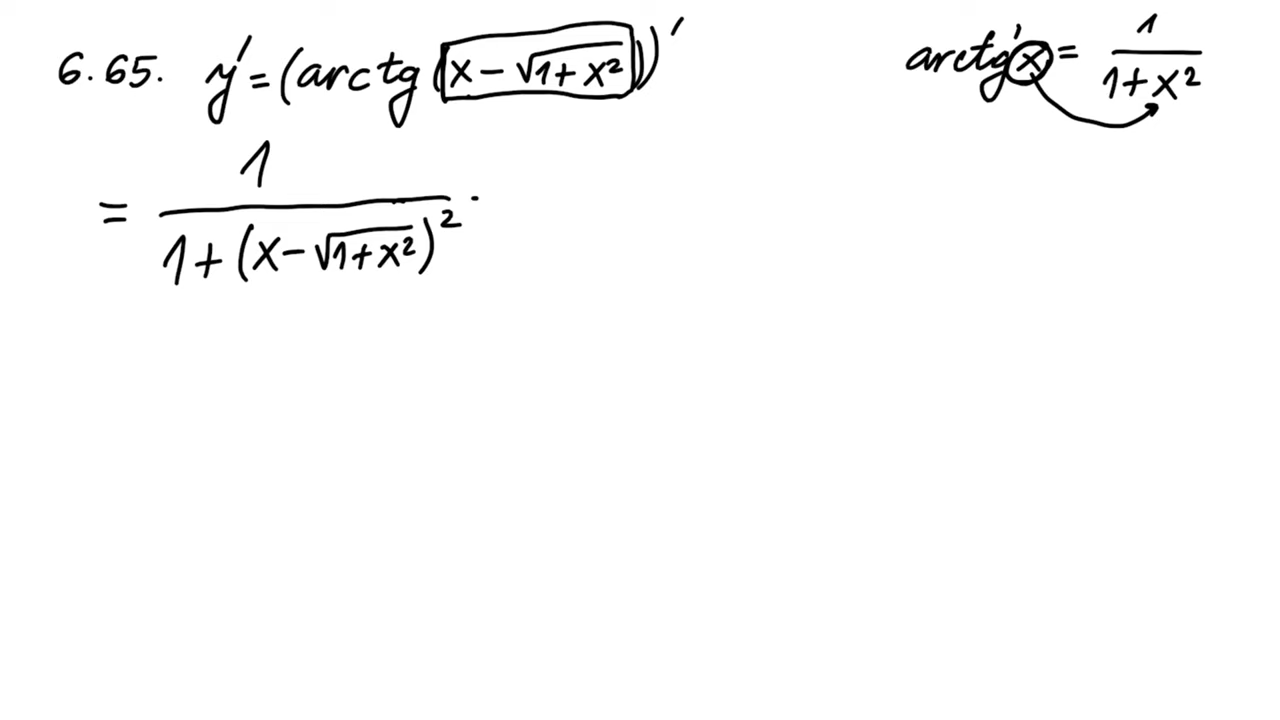 6.65. y' = (arctg (x − √1+x²))'
arctg'x = 1/(1+x²)
= 1/(1+(x−√1+x²)²) ·